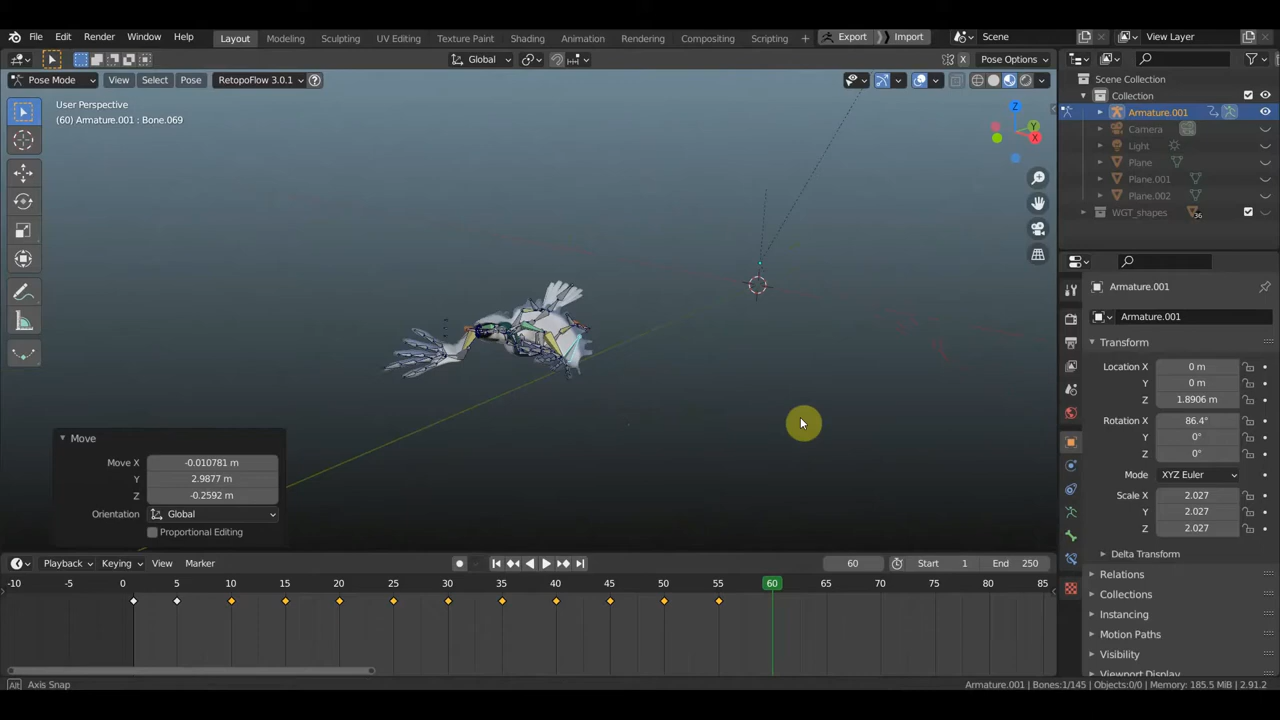 File Edit Render Window Help Layout Modeling Sculpting UV Editing Texture Paint Shading Animation Rendering Compositing Scripting + Export Import Scene View Layer
Global X Pose Options
Pose Mode View Select Pose RetopoFlow 3.0.1
User Perspective
(60) Armature.001 : Bone.069
Z
Y
X
Scene Collection
Collection
Armature.001
Camera
Light
Plane
Plane.001
Plane.002
WGT_shapes 36
Armature.001
Armature.001
Transform
Location X 0 m
Y 0 m
Z 1.8906 m
Rotation X 86.4°
Y 0°
Z 0°
Mode XYZ Euler
Scale X 2.027
Y 2.027
Z 2.027
Delta Transform
Relations
Collections
Instancing
Motion Paths
Visibility
Viewport Display
Move
Move X -0.010781 m
Y 2.9877 m
Z -0.2592 m
Orientation Global
Proportional Editing
Playback Keying View Marker 60 Start 1 End 250
-10 -5 0 5 10 15 20 25 30 35 40 45 50 55 60 65 70 75 80 85
Alt Axis Snap Armature.001 | Bones:1/145 | Objects:0/0 | Memory: 185.5 MiB | 2.91.2